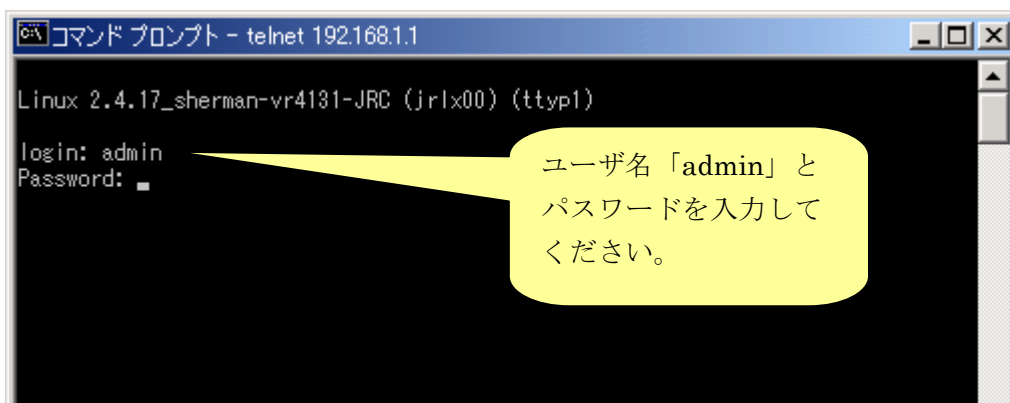 コマンド プロンプト - telnet 192.168.1.1
Linux 2.4.17_sherman-vr4131-JRC (jrlx00) (ttyp1)
login: admin
Password:
ユーザ名「admin」と
パスワードを入力して
ください。